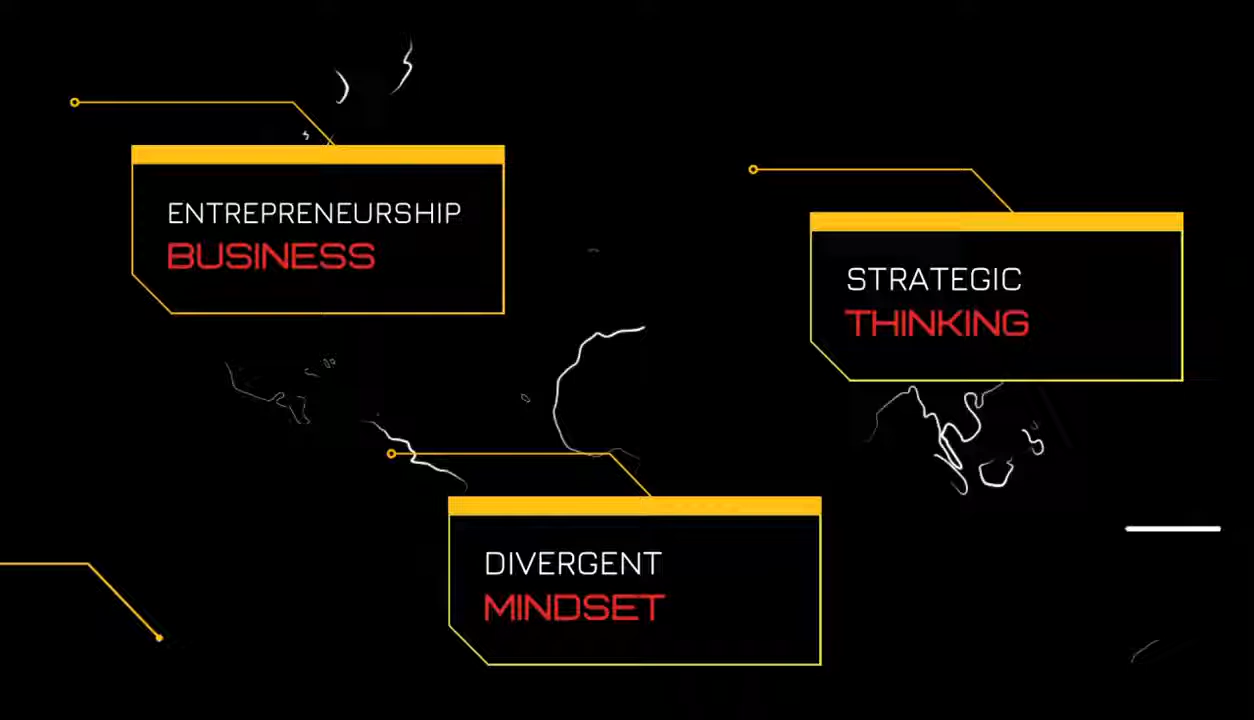 ENTREPRENEURSHIP
BUSINESS
STRATEGIC
THINKING
DIVERGENT
MINDSET